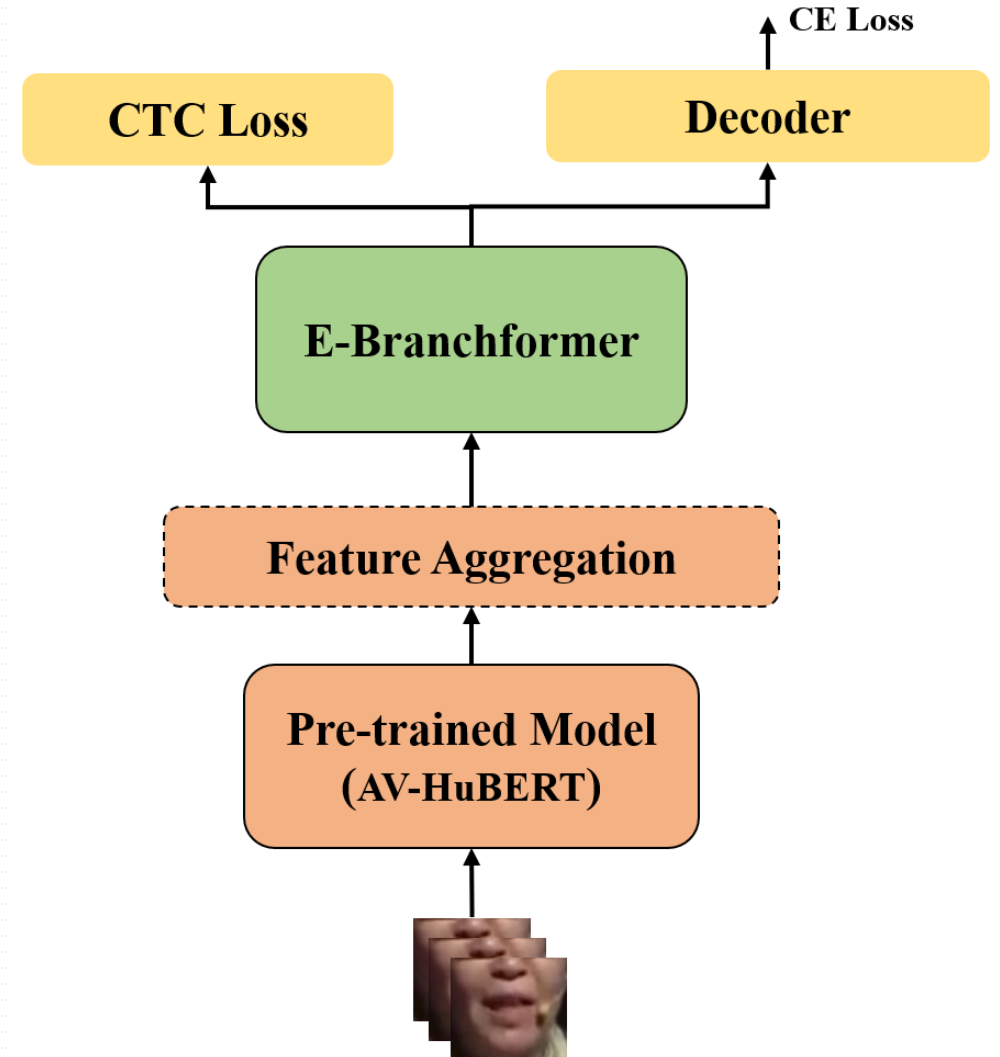 CE Loss
CTC Loss
Decoder
E-Branchformer
Feature Aggregation
Pre-trained Model
(AV-HuBERT)